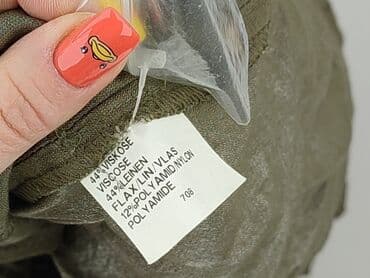 44%VISKOSE
VISCOSE
44%LEINEN
FLAX/LIN/VLAS
12%POLYAMID/NYLON
POLYAMIDE
708